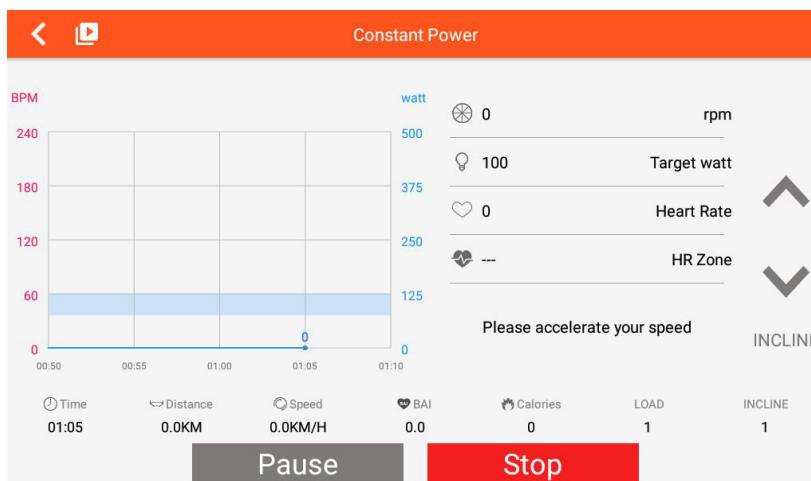 Constant Power
BPM
watt
240
500
180
375
120
250
60
125
0
0
0
00:50
00:55
01:00
01:05
01:10
0 rpm
100 Target watt
0 Heart Rate
--- HR Zone
Please accelerate your speed
INCLINE
Time Distance Speed BAI Calories LOAD INCLINE
01:05 0.0KM 0.0KM/H 0.0 0 1 1
Pause Stop